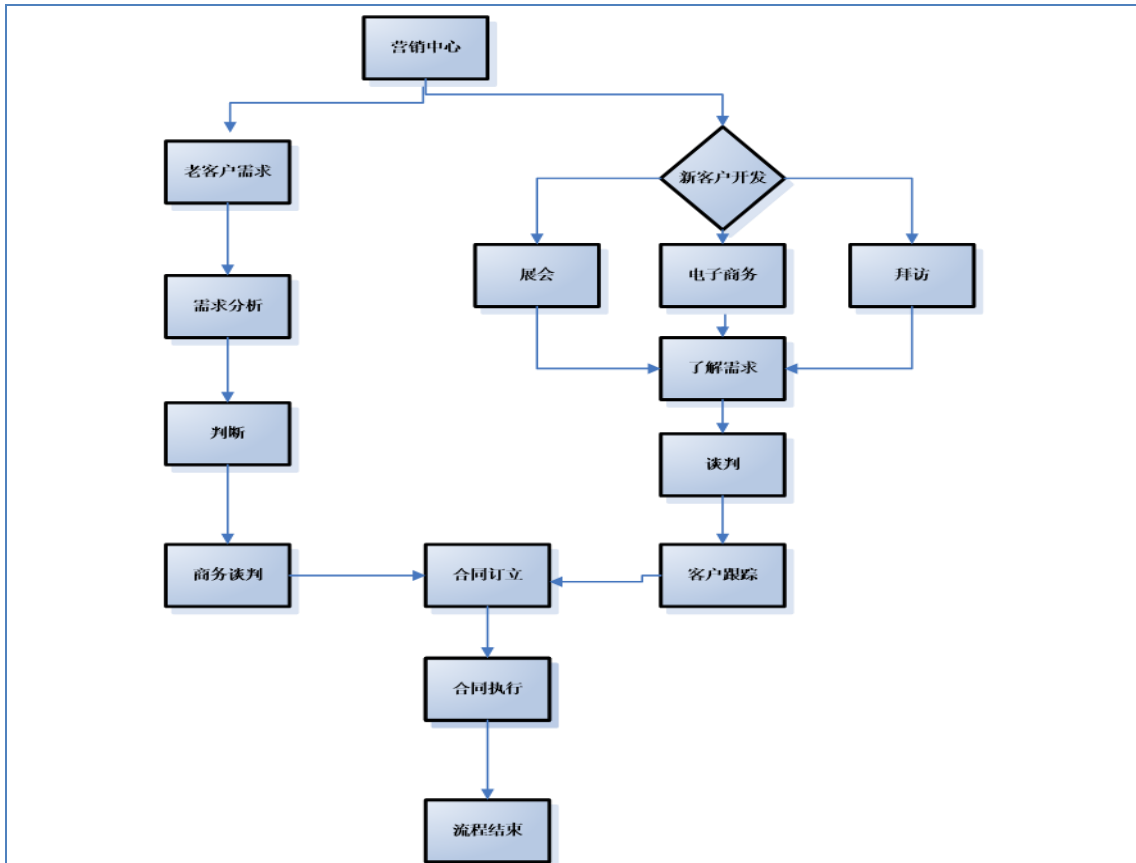 营销中心
老客户需求
新客户开发
展会
电子商务
拜访
需求分析
了解需求
判断
谈判
商务谈判
合同订立
客户跟踪
合同执行
流程结束